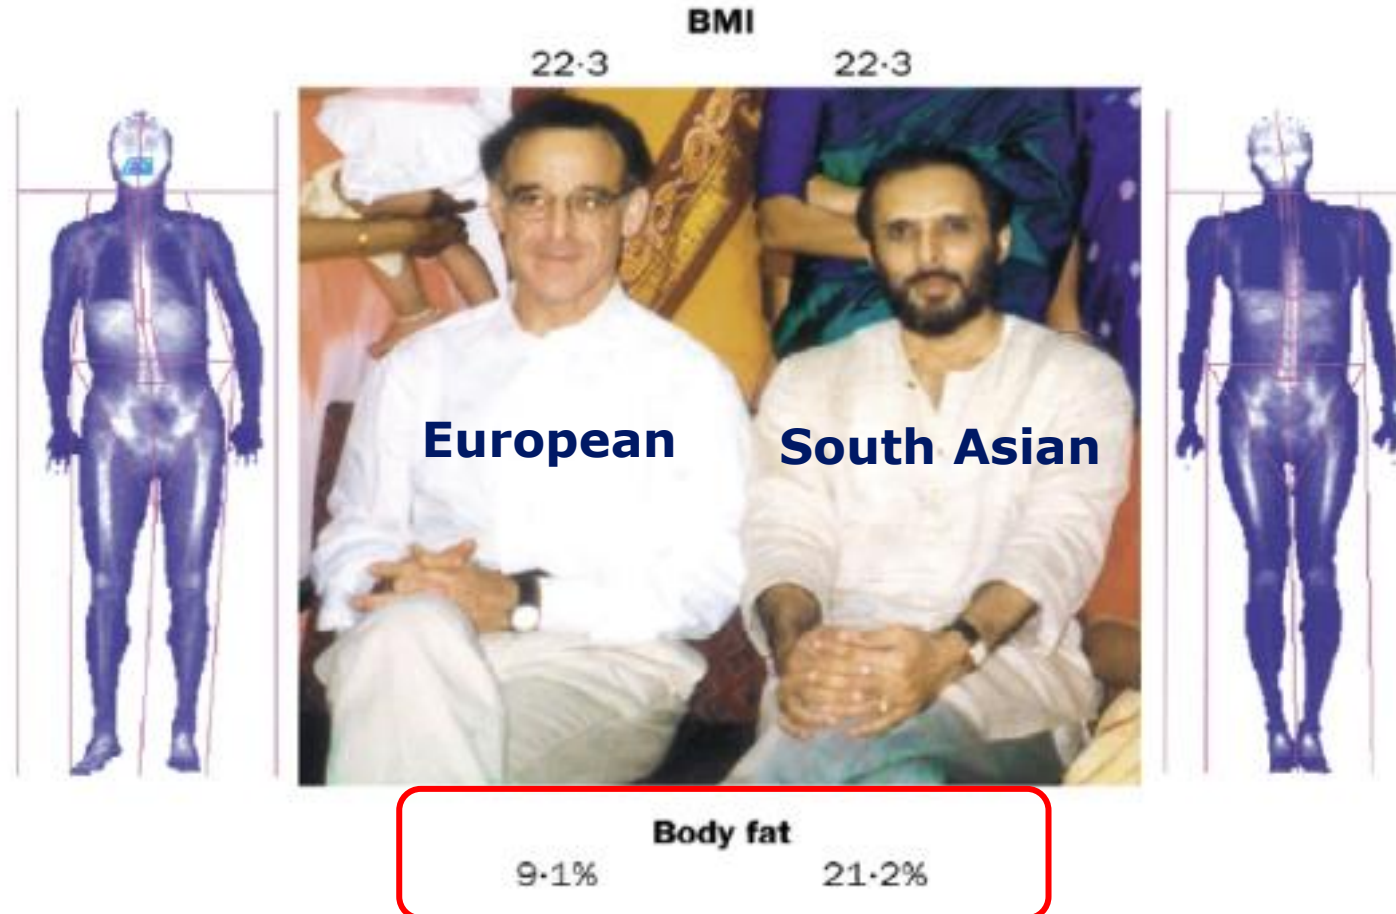 BMI
22·3 22·3
European South Asian
Body fat
9·1% 21·2%